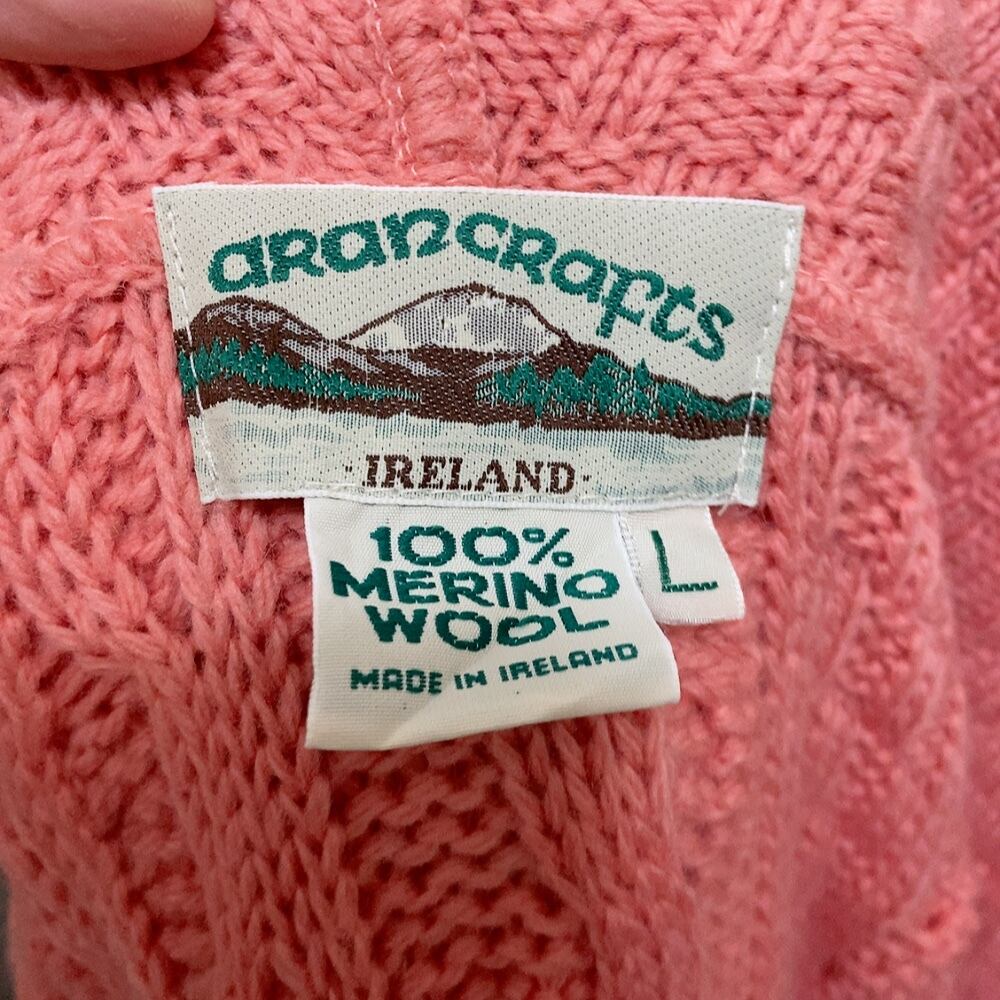 arancrafts
· IRELAND ·
100%
MERINO
WOOL
MADE IN IRELAND
L